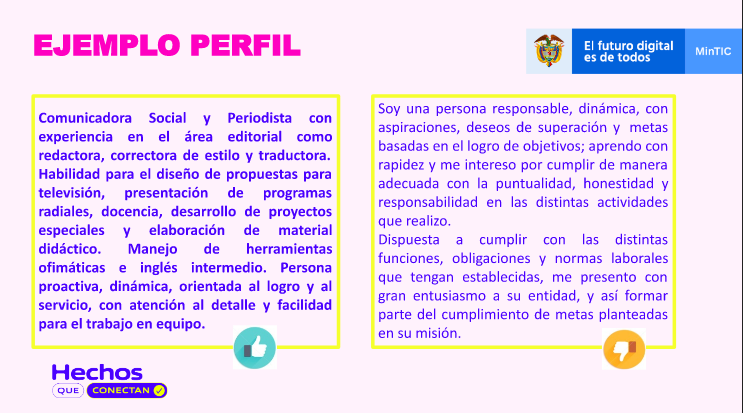 EJEMPLO PERFIL
El futuro digital
es de todos
MinTIC
Comunicadora Social y Periodista con
experiencia en el área editorial como
redactora, correctora de estilo y traductora.
Habilidad para el diseño de propuestas para
televisión, presentación de programas
radiales, docencia, desarrollo de proyectos
especiales y elaboración de material
didáctico. Manejo de herramientas
ofimáticas e inglés intermedio. Persona
proactiva, dinámica, orientada al logro y al
servicio, con atención al detalle y facilidad
para el trabajo en equipo.
Soy una persona responsable, dinámica, con
aspiraciones, deseos de superación y metas
basadas en el logro de objetivos; aprendo con
rapidez y me intereso por cumplir de manera
adecuada con la puntualidad, honestidad y
responsabilidad en las distintas actividades
que realizo.
Dispuesta a cumplir con las distintas
funciones, obligaciones y normas laborales
que tengan establecidas, me presento con
gran entusiasmo a su entidad, y así formar
parte del cumplimiento de metas planteadas
en su misión.
Hechos
QUE CONECTAN